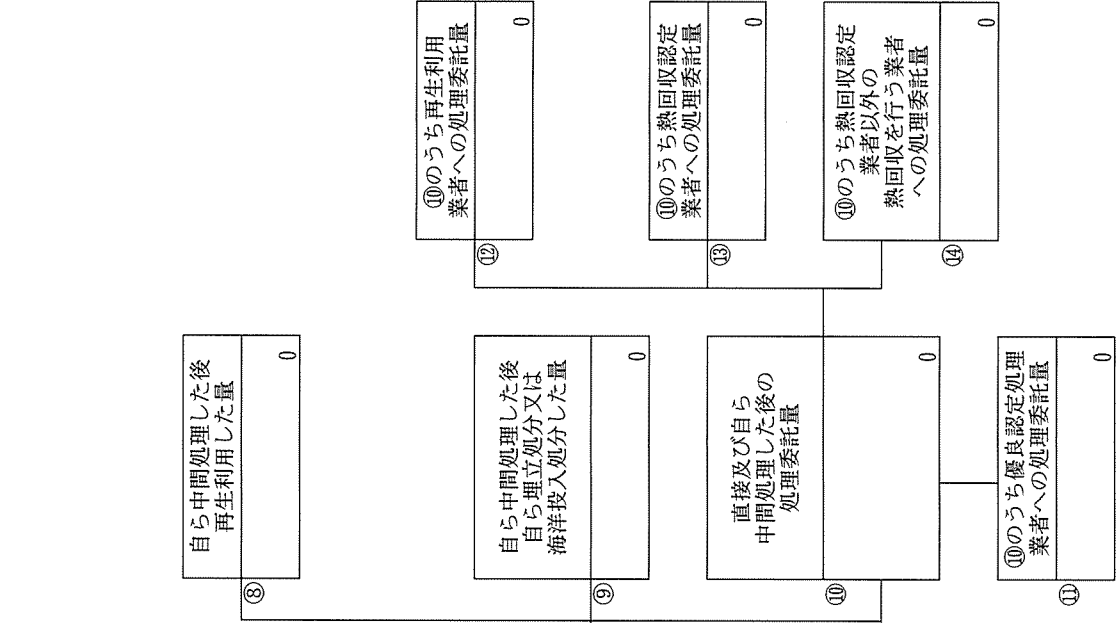 ⑧
自ら中間処理した後
再生利用した量
0
⑨
自ら中間処理した後
自ら埋立処分又は
海洋投入処分した量
0
⑩
直接及び自ら
中間処理した後の
処理委託量
0
⑪
⑩のうち優良認定処理
業者への処理委託量
0
⑫
⑩のうち再生利用
業者への処理委託量
0
⑬
⑩のうち熱回収認定
業者への処理委託量
0
⑭
⑩のうち熱回収認定
業者以外の
熱回収を行う業者
への処理委託量
0